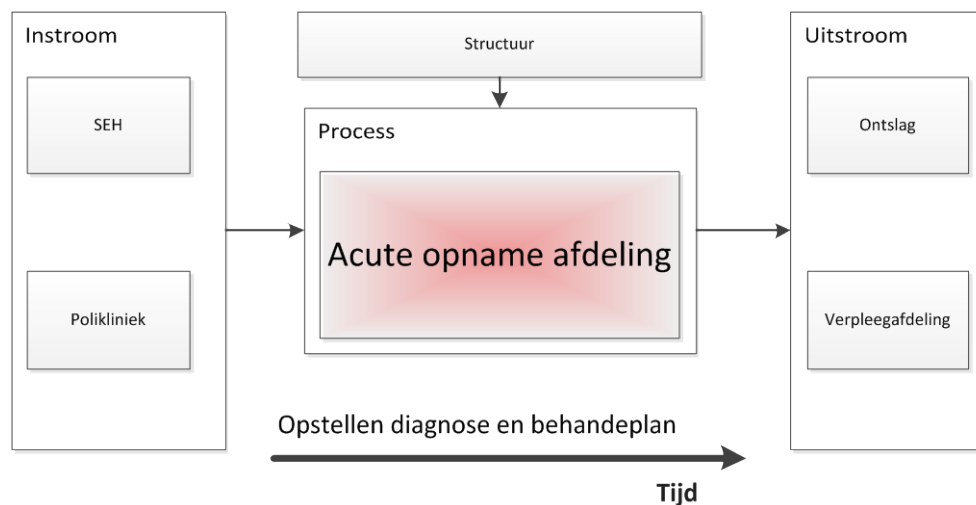 Instroom
SEH
Polikliniek
Structuur
Process
Acute opname afdeling
Uitstroom
Ontslag
Verpleegafdeling
Opstellen diagnose en behandeplan
Tijd